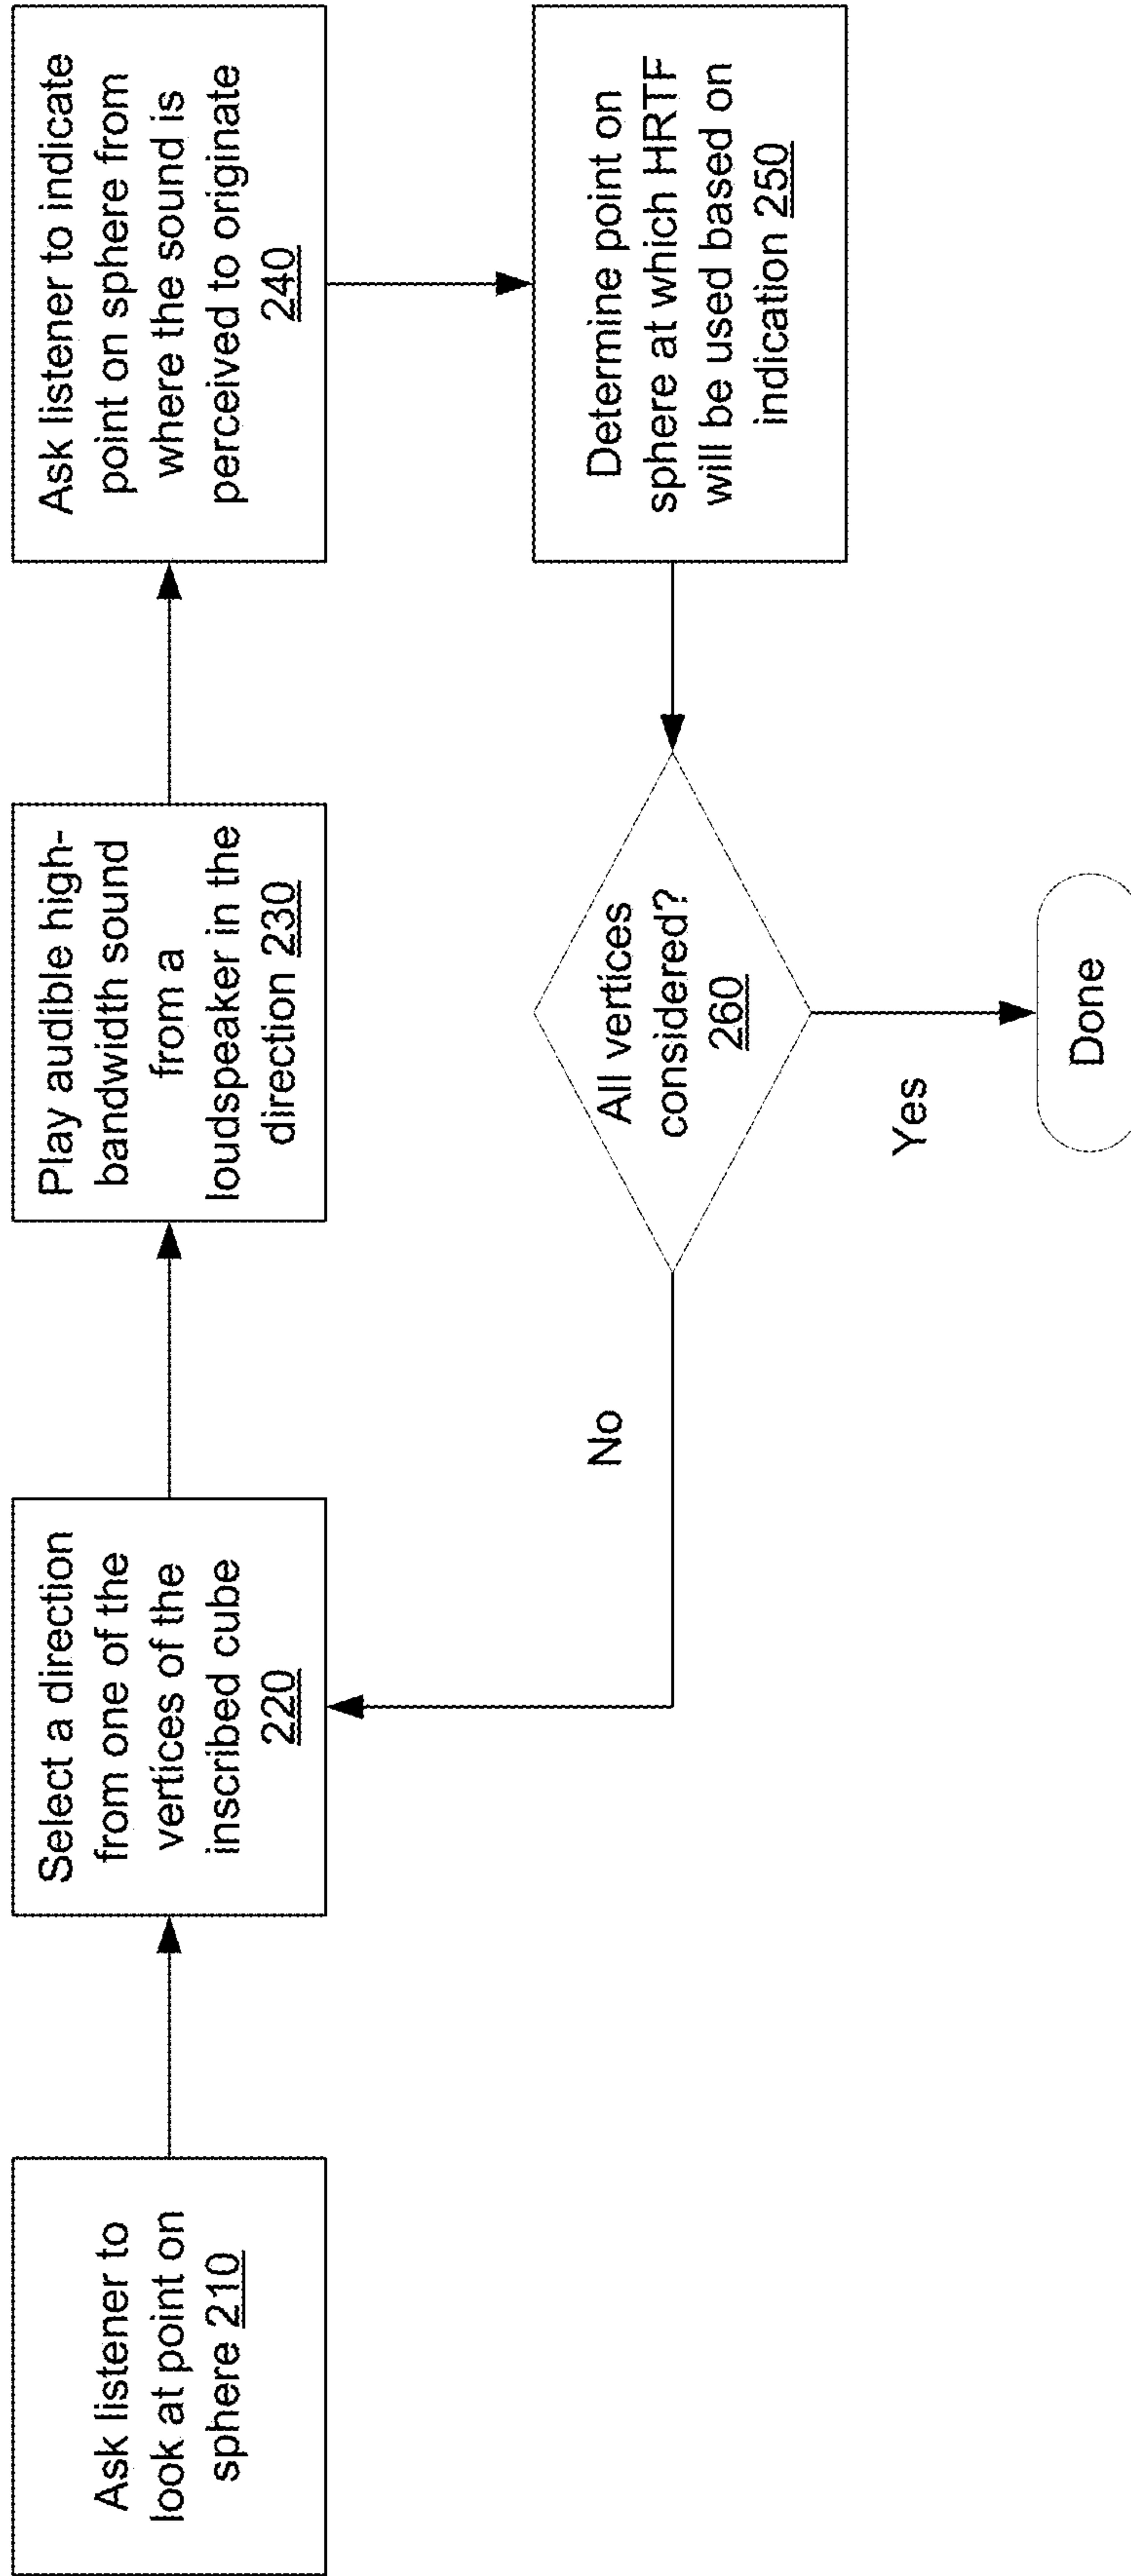 Ask listener to
look at point on
sphere 210
Select a direction
from one of the
vertices of the
inscribed cube
220
Play audible high-
bandwidth sound
from a
loudspeaker in the
direction 230
Ask listener to indicate
point on sphere from
where the sound is
perceived to originate
240
Determine point on
sphere at which HRTF
will be used based on
indication 250
All vertices
considered?
260
No
Yes
Done